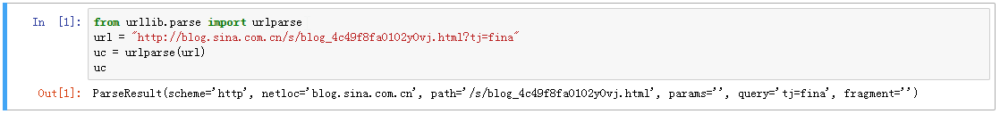 In [1]: from urllib.parse import urlparse
url = "http://blog.sina.com.cn/s/blog_4c49f8fa0102y0vj.html?tj=fina"
uc = urlparse(url)
uc
Out[1]: ParseResult(scheme='http', netloc='blog.sina.com.cn', path='/s/blog_4c49f8fa0102y0vj.html', params='', query='tj=fina', fragment='')